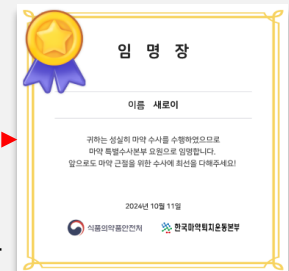 임 명 장
이름 새로이
귀하는 성실히 마약 수사를 수행하였으므로
마약 특별수사본부 요원으로 임명합니다.
앞으로도 마약 근절을 위한 수사에 최선을 다해주세요!
2024년 10월 11일
식품의약품안전처 한국마약퇴치운동본부